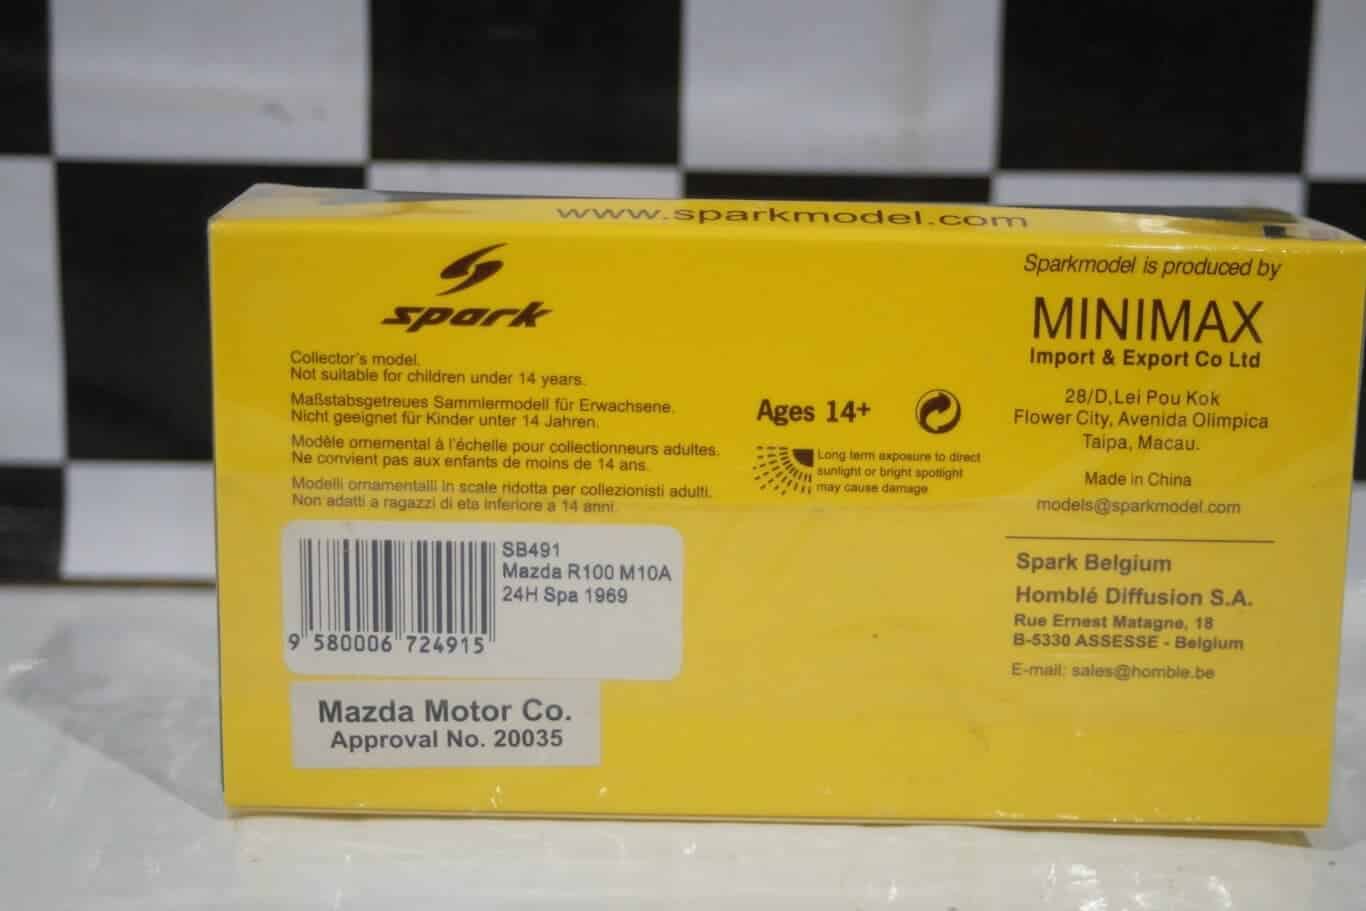 www.sparkmodel.com
spark
Collector's model.
Not suitable for children under 14 years.
Maßstabsgetreues Sammlermodell für Erwachsene.
Nicht geeignet für Kinder unter 14 Jahren.
Modèle ornemental à l'échelle pour collectionneurs adultes.
Ne convient pas aux enfants de moins de 14 ans.
Modelli ornamentalli in scale ridotta per collezionisti adulti.
Non adatti a ragazzi di eta inferiore a 14 anni.
SB491
Mazda R100 M10A
24H Spa 1969
9 580006 724915
Mazda Motor Co.
Approval No. 20035
Ages 14+
Long term exposure to direct
sunlight or bright spotlight
may cause damage
Sparkmodel is produced by
MINIMAX
Import & Export Co Ltd
28/D,Lei Pou Kok
Flower City, Avenida Olimpica
Taipa, Macau.
Made in China
models@sparkmodel.com
Spark Belgium
Homblé Diffusion S.A.
Rue Ernest Matagne, 18
B-5330 ASSESSE - Belgium
E-mail: sales@homble.be